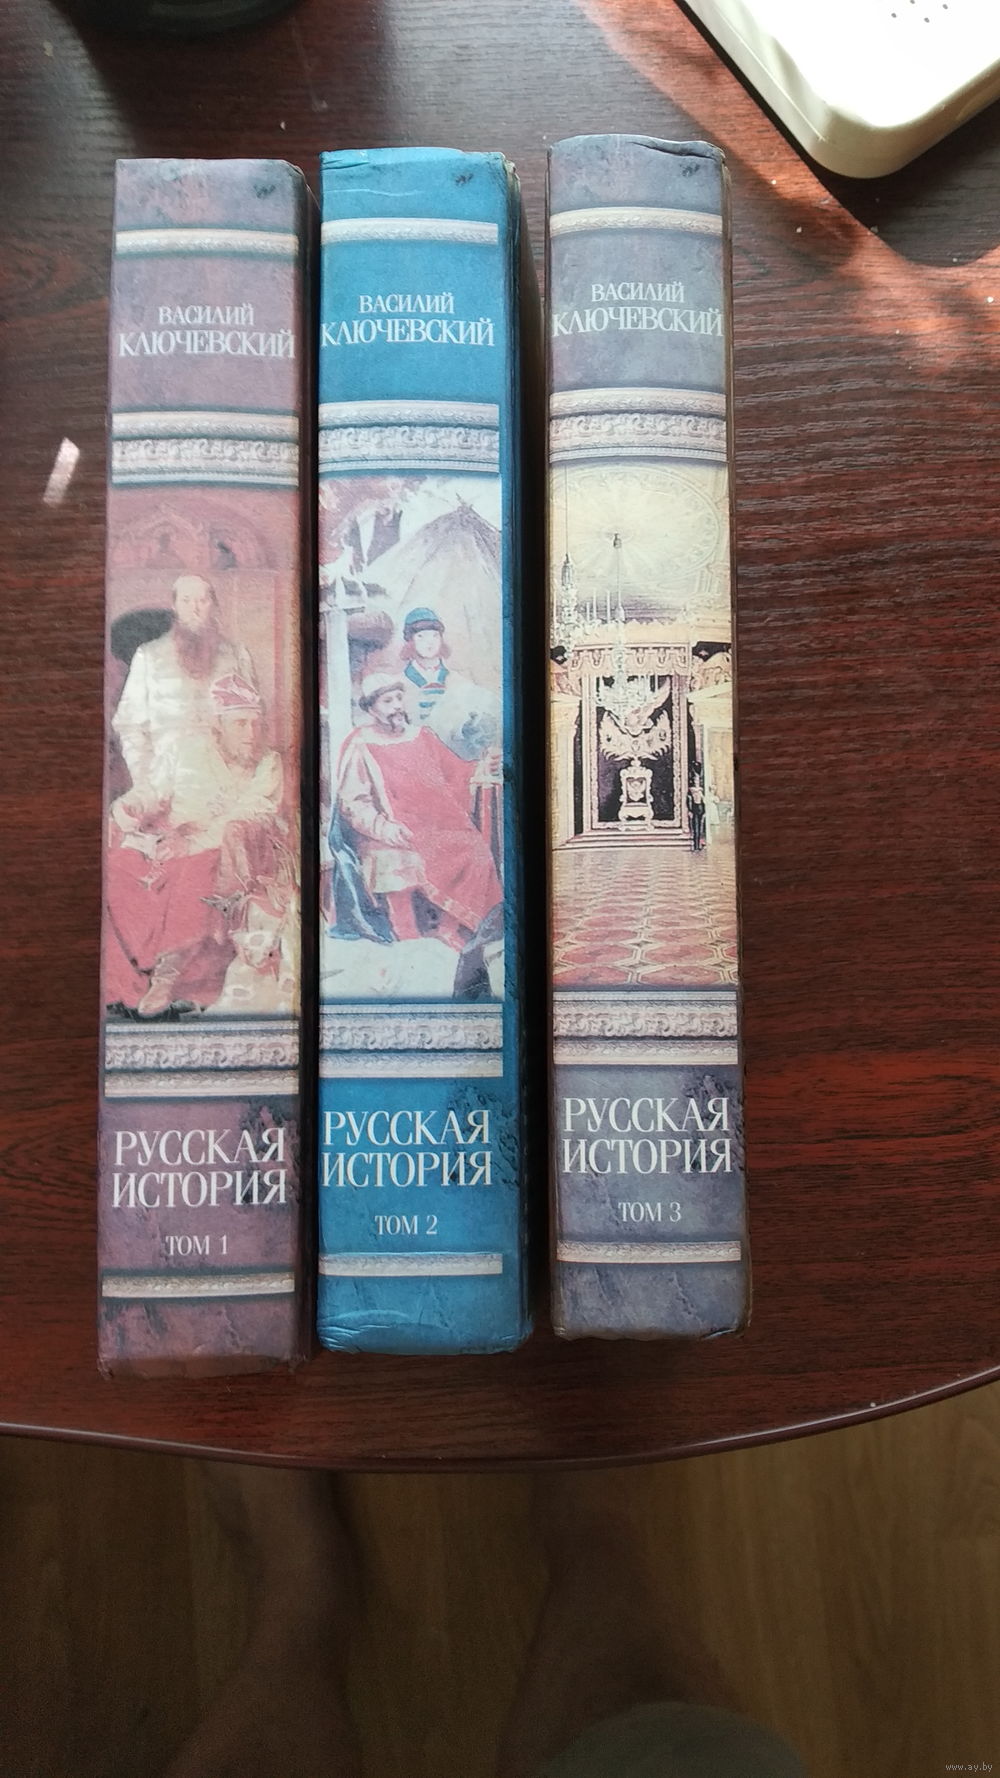 ВАСИЛИЙ
КЛЮЧЕВСКИЙ
РУССКАЯ
ИСТОРИЯ
ТОМ 1
ВАСИЛИЙ
КЛЮЧЕВСКИЙ
РУССКАЯ
ИСТОРИЯ
ТОМ 2
ВАСИЛИЙ
КЛЮЧЕВСКИЙ
РУССКАЯ
ИСТОРИЯ
ТОМ 3
www.ay.by